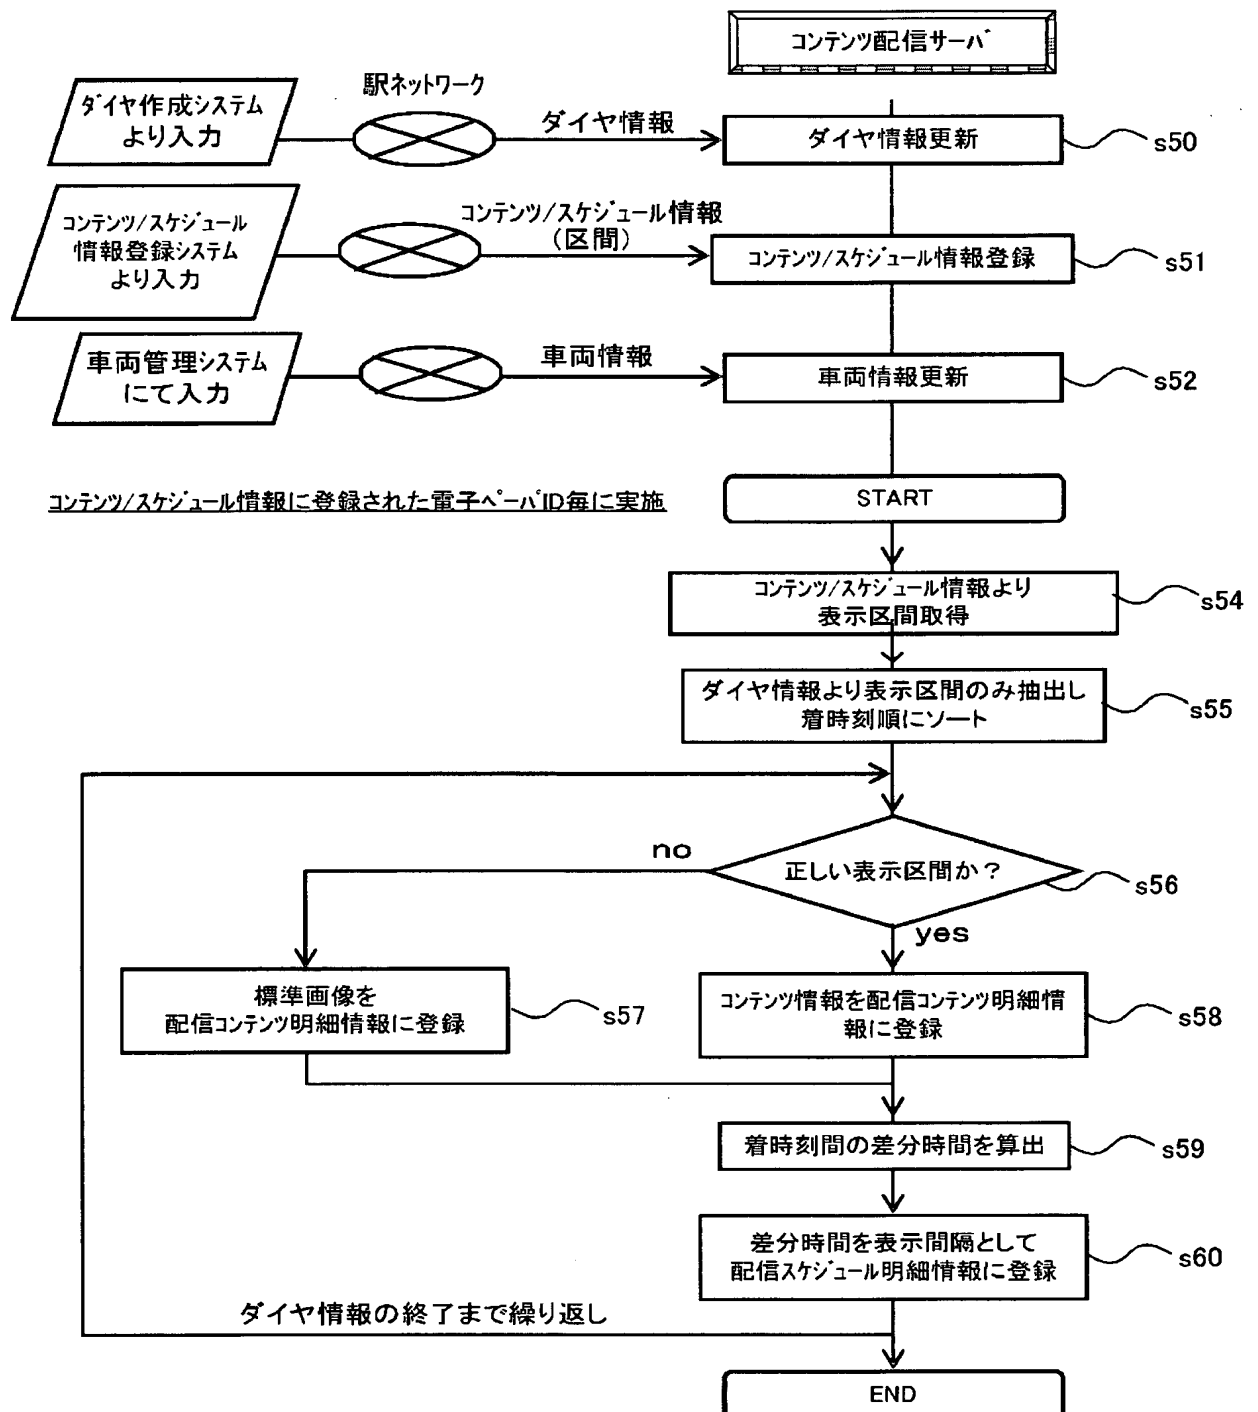 コンテンツ配信サーバ
駅ネットワーク
ダイヤ作成システム
より入力
ダイヤ情報
ダイヤ情報更新
s50
コンテンツ/スケジュール
情報登録システム
より入力
コンテンツ/スケジュール情報
(区間)
コンテンツ/スケジュール情報登録
s51
車両管理システム
にて入力
車両情報
車両情報更新
s52
コンテンツ/スケジュール情報に登録された電子ペーパID毎に実施
START
コンテンツ/スケジュール情報より
表示区間取得
s54
ダイヤ情報より表示区間のみ抽出し
着時刻順にソート
s55
no
正しい表示区間か?
s56
yes
標準画像を
配信コンテンツ明細情報に登録
s57
コンテンツ情報を配信コンテンツ明細情
報に登録
s58
着時刻間の差分時間を算出
s59
差分時間を表示間隔として
配信スケジュール明細情報に登録
s60
ダイヤ情報の終了まで繰り返し
END